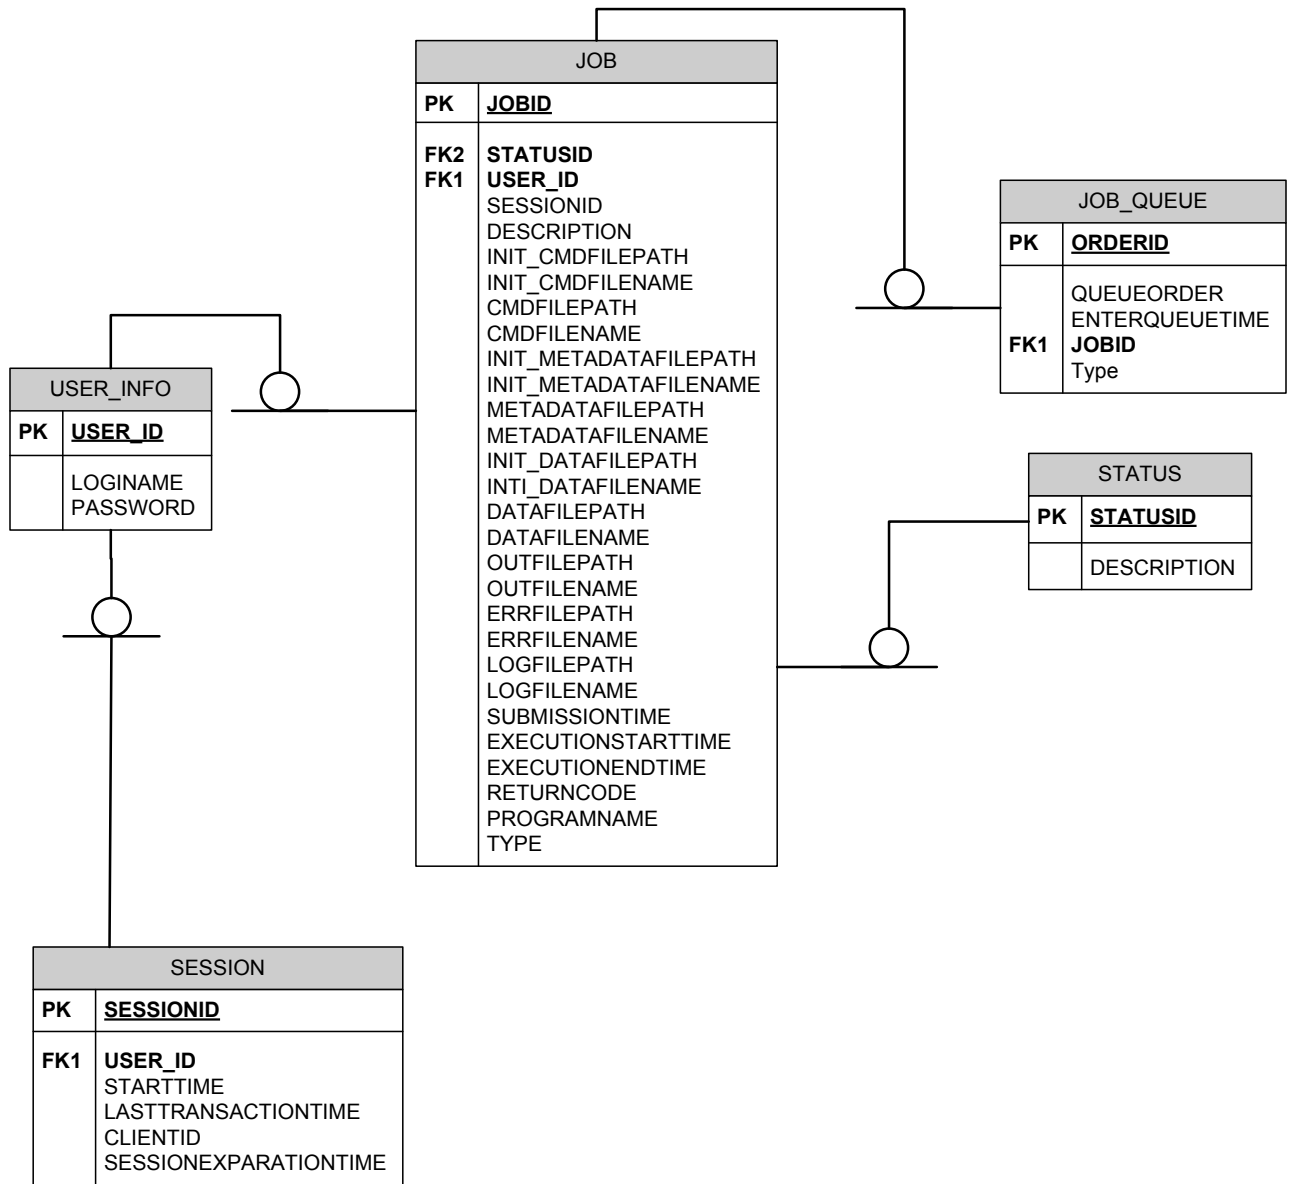 JOB
PK JOBID
FK2 STATUSID
FK1 USER_ID
SESSIONID
DESCRIPTION
INIT_CMDFILEPATH
INIT_CMDFILENAME
CMDFILEPATH
CMDFILENAME
INIT_METADATAFILEPATH
INIT_METADATAFILENAME
METADATAFILEPATH
METADATAFILENAME
INIT_DATAFILEPATH
INTI_DATAFILENAME
DATAFILEPATH
DATAFILENAME
OUTFILEPATH
OUTFILENAME
ERRFILEPATH
ERRFILENAME
LOGFILEPATH
LOGFILENAME
SUBMISSIONTIME
EXECUTIONSTARTTIME
EXECUTIONENDTIME
RETURNCODE
PROGRAMNAME
TYPE
JOB_QUEUE
PK ORDERID
QUEUEORDER
ENTERQUEUETIME
FK1 JOBID
Type
USER_INFO
PK USER_ID
LOGINAME
PASSWORD
STATUS
PK STATUSID
DESCRIPTION
SESSION
PK SESSIONID
FK1 USER_ID
STARTTIME
LASTTRANSACTIONTIME
CLIENTID
SESSIONEXPARATIONTIME